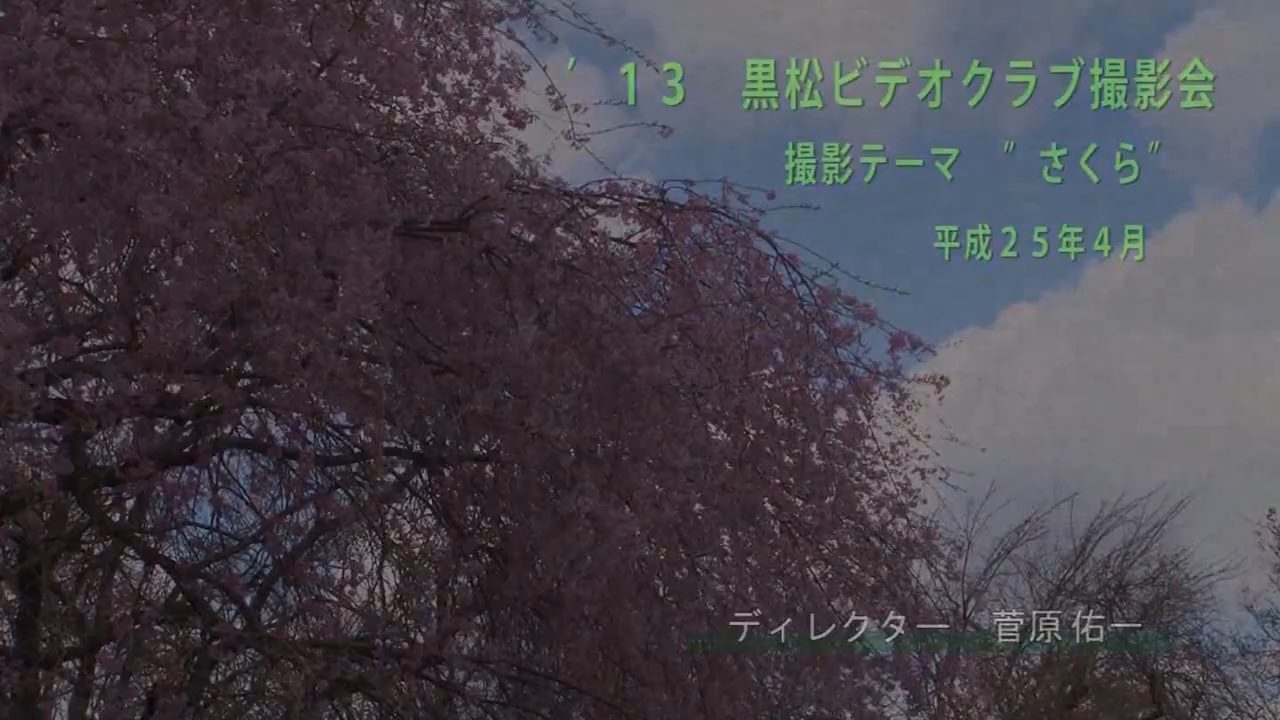 ’１３　黒松ビデオクラブ撮影会
撮影テーマ　”さくら”
平成２５年４月
ディレクター　菅原佑一